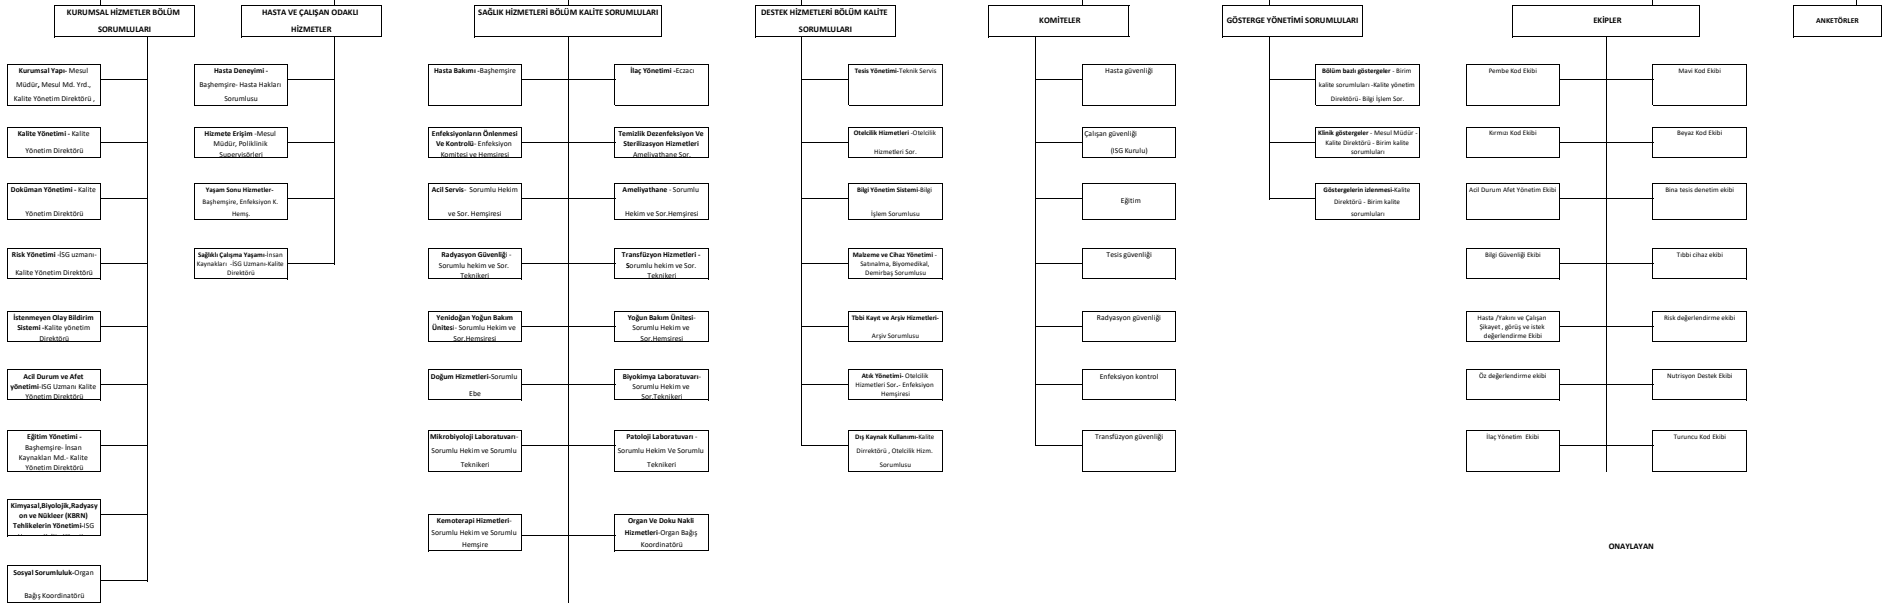 KURUMSAL HİZMETLER BÖLÜM
SORUMLULARI
Kurumsal Yapı- Mesul
Müdür, Mesul Md. Yrd.,
Kalite Yönetim Direktörü ,
Kalite Yönetimi - Kalite
Yönetim Direktörü
Doküman Yönetimi - Kalite
Yönetim Direktörü
Risk Yönetimi -İSG uzmanı-
Kalite Yönetim Direktörü
İstenmeyen Olay Bildirim
Sistemi -Kalite yönetim
Direktörü
Acil Durum ve Afet
yönetimi-ISG Uzmanı Kalite
Yönetim Direktörü
Eğitim Yönetimi -
Başhemşire- İnsan
Kaynakları Md.- Kalite
Yönetim Direktörü
Kimyasal,Biyolojik,Radyasy
on ve Nükleer (KBRN)
Tehlikelerin Yönetimi-ISG
Sosyal Sorumluluk-Organ
Bağış Koordinatörü
HASTA VE ÇALIŞAN ODAKLI
HİZMETLER
Hasta Deneyimi -
Başhemşire- Hasta Hakları
Sorumlusu
Hizmete Erişim -Mesul
Müdür, Poliklinik
Supervisörleri
Yaşam Sonu Hizmetler-
Başhemşire, Enfeksiyon K.
Hemş.
Sağlıklı Çalışma Yaşamı-İnsan
Kaynakları -İSG Uzmanı-Kalite
Direktörü
SAĞLIK HİZMETLERİ BÖLÜM KALİTE SORUMLULARI
Hasta Bakımı -Başhemşire
İlaç Yönetimi -Eczacı
Enfeksiyonların Önlenmesi
Ve Kontrolü- Enfeksiyon
Komitesi ve Hemşiresi
Temizlik Dezenfeksiyon Ve
Sterilizasyon Hizmetleri
Ameliyathane Sor.
Acil Servis- Sorumlu Hekim
ve Sor. Hemşiresi
Ameliyathane - Sorumlu
Hekim ve Sor.Hemşiresi
Radyasyon Güvenliği -
Sorumlu hekim ve Sor.
Teknikeri
Transfüzyon Hizmetleri -
Sorumlu hekim ve Sor.
Teknikeri
Yenidoğan Yoğun Bakım
Ünitesi- Sorumlu Hekim ve
Sor.Hemşiresi
Yoğun Bakım Ünitesi-
Sorumlu Hekim ve
Sor.Hemşiresi
Doğum Hizmetleri-Sorumlu
Ebe
Biyokimya Laboratuvarı-
Sorumlu Hekim ve
Sor.Teknikeri
Mikrobiyoloji Laboratuvarı-
Sorumlu Hekim ve Sorumlu
Teknikeri
Patoloji Laboratuvarı -
Sorumlu Hekim Ve Sorumlu
Teknikeri
Kemoterapi Hizmetleri-
Sorumlu Hekim ve Sorumlu
Hemşire
Organ Ve Doku Nakli
Hizmetleri-Organ Bağış
Koordinatörü
DESTEK HİZMETLERİ BÖLÜM KALİTE
SORUMLULARI
Tesis Yönetimi-Teknik Servis
Otelcilik Hizmetleri -Otelcilik
Hizmetleri Sor.
Bilgi Yönetim Sistemi-Bilgi
İşlem Sorumlusu
Malzeme ve Cihaz Yönetimi -
Satınalma, Biyomedikal,
Demirbaş Sorumlusu
Tbbi Kayıt ve Arşiv Hizmetleri-
Arşiv Sorumlusu
Atık Yönetimi- Otelcilik
Hizmetleri Sor.- Enfeksiyon
Hemşiresi
Dış Kaynak Kullanımı-Kalite
Dirrektörü , Otelcilik Hizm.
Sorumlusu
KOMİTELER
Hasta güvenliği
Çalışan güvenliği
(ISG Kurulu)
Eğitim
Tesis güvenliği
Radyasyon güvenliği
Enfeksiyon kontrol
Transfüzyon güvenliği
GÖSTERGE YÖNETİMİ SORUMLULARI
Bölüm bazlı göstergeler - Birim
kalite sorumluları -Kalite yönetim
Direktörü- Bilgi İşlem Sor.
Klinik göstergeler - Mesul Müdür -
Kalite Direktörü - Birim kalite
sorumluları
Göstergelerin izlenmesi-Kalite
Direktörü - Birim kalite
sorumluları
EKİPLER
Pembe Kod Ekibi
Mavi Kod Ekibi
Kırmızı Kod Ekibi
Beyaz Kod Ekibi
Acil Durum Afet Yönetim Ekibi
Bina tesis denetim ekibi
Bilgi Güvenliği Ekibi
Tıbbi cihaz ekibi
Hasta /Yakını ve Çalışan
Şikayet , görüş ve istek
değerlendirme Ekibi
Risk değerlendirme ekibi
Öz değerlendirme ekibi
Nutrisyon Destek Ekibi
İlaç Yönetim Ekibi
Turuncu Kod Ekibi
ANKETÖRLER
ONAYLAYAN